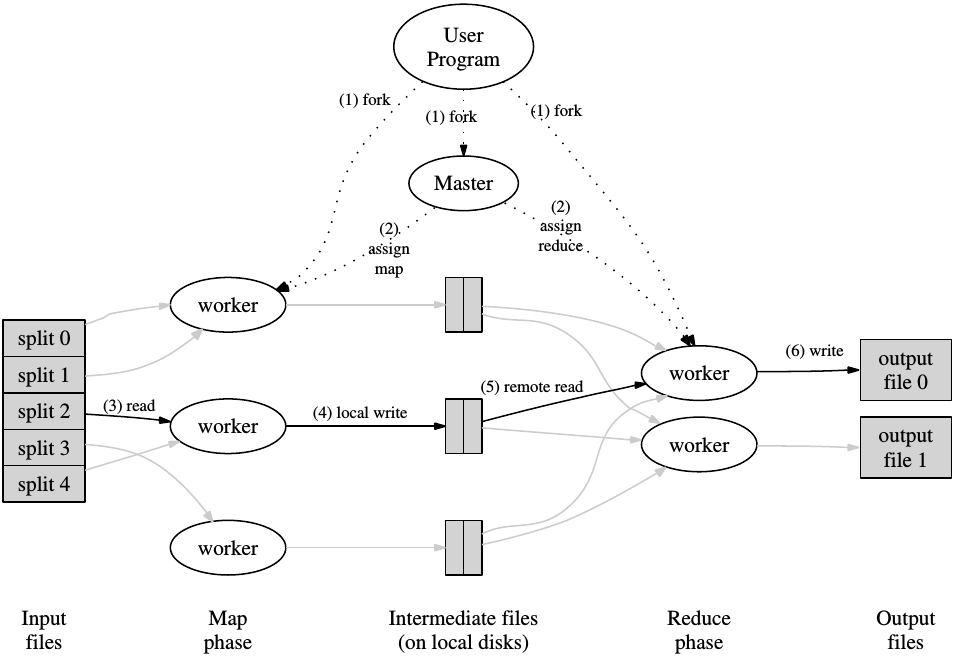 User
Program
(1) fork
(1) fork
(1) fork
Master
(2)
assign
map
(2)
assign
reduce
worker
split 0
split 1
split 2
split 3
split 4
(3) read
worker
(4) local write
worker
(5) remote read
worker
worker
(6) write
output
file 0
output
file 1
Input
files
Map
phase
Intermediate files
(on local disks)
Reduce
phase
Output
files